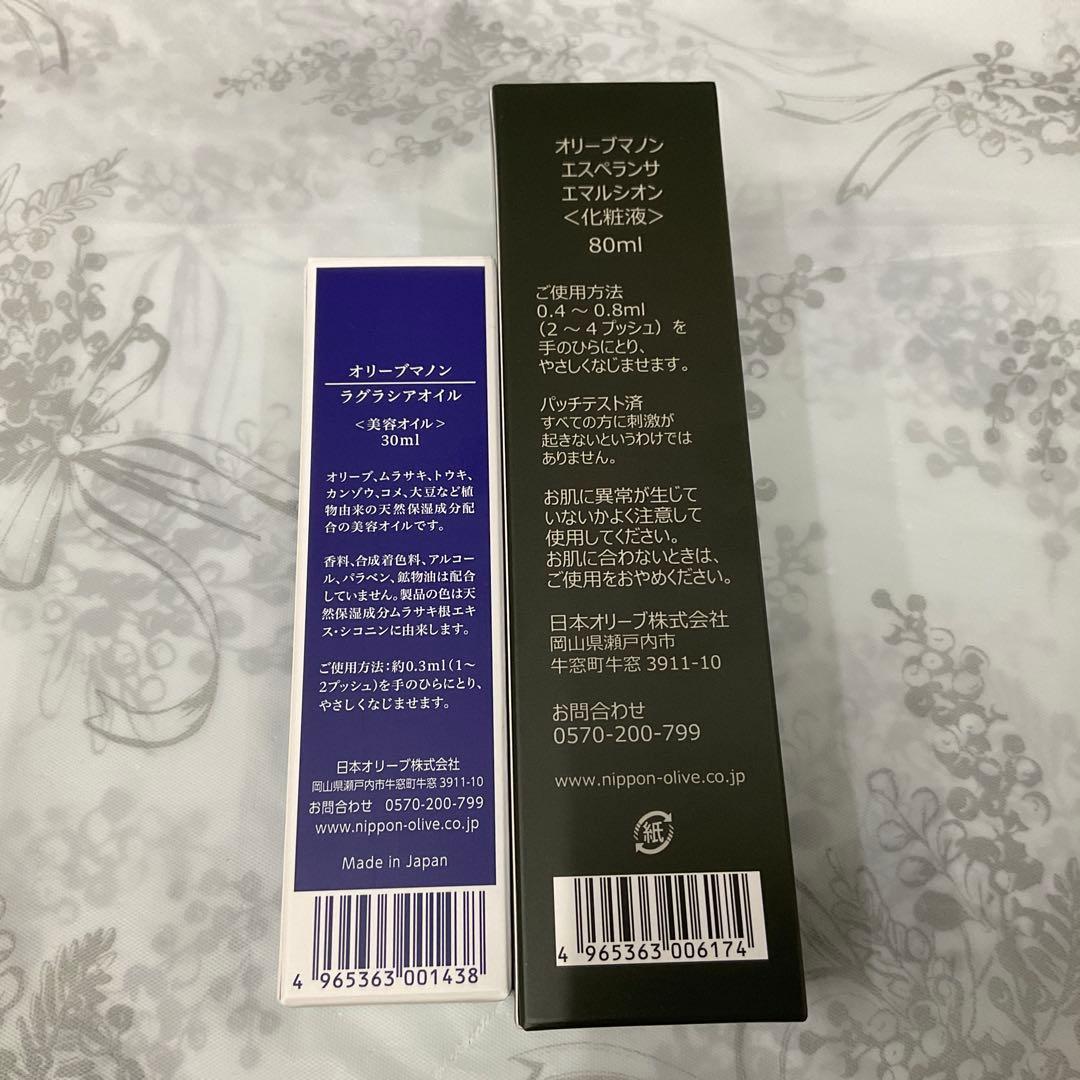 オリーブマノン
ラグラシアオイル
＜美容オイル＞
30ml
オリーブ、ムラサキ、トウキ、
カンゾウ、コメ、大豆など植
物由来の天然保湿成分配
合の美容オイルです。
香料、合成着色料、アルコー
ル、パラベン、鉱物油は配合
していません。製品の色は天
然保湿成分ムラサキ根エキ
ス・シコニンに由来します。
ご使用方法：約0.3ml（1〜
2プッシュ）を手のひらにとり、
やさしくなじませます。
日本オリーブ株式会社
岡山県瀬戸内市牛窓町牛窓 3911-10
お問合わせ 0570-200-799
www.nippon-olive.co.jp
Made in Japan
4 965363 001438
オリーブマノン
エスペランサ
エマルシオン
＜化粧液＞
80ml
ご使用方法
0.4 〜 0.8ml
（2 〜 4 プッシュ）を
手のひらにとり、
やさしくなじませます。
パッチテスト済
すべての方に刺激が
起きないというわけでは
ありません。
お肌に異常が生じて
いないかよく注意して
使用してください。
お肌に合わないときは、
ご使用をおやめください。
日本オリーブ株式会社
岡山県瀬戸内市
牛窓町牛窓 3911-10
お問合わせ
0570-200-799
www.nippon-olive.co.jp
紙
4 965363 006174